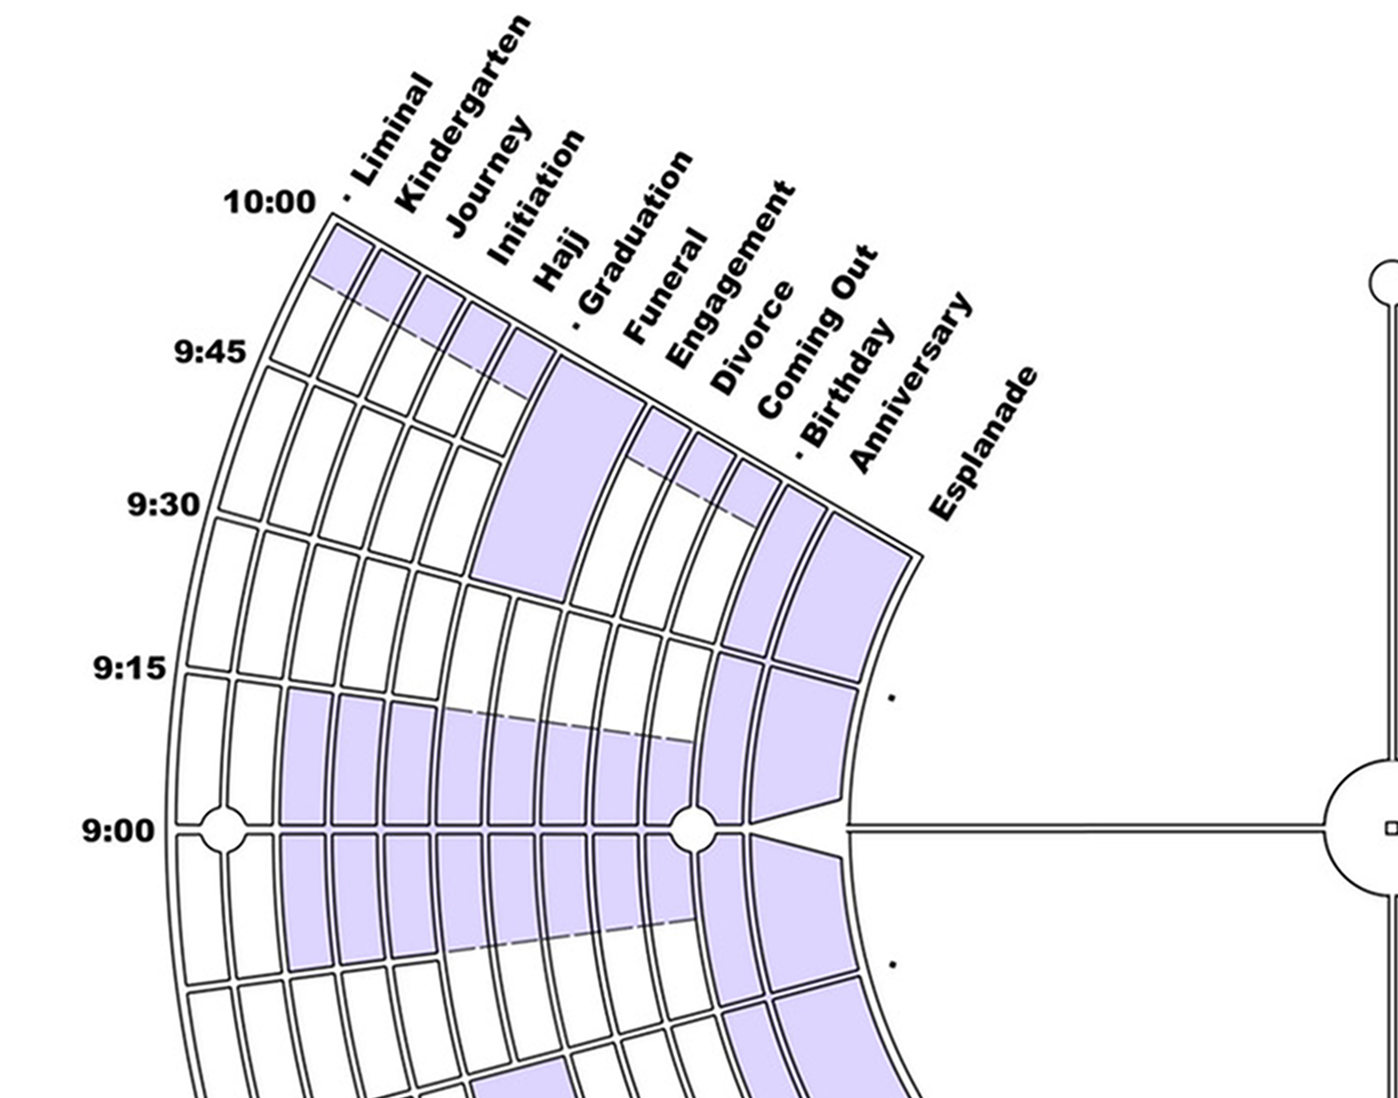 Liminal
Kindergarten
Journey
Initiation
Hajj
Graduation
Funeral
Engagement
Divorce
Coming Out
Birthday
Anniversary
Esplanade
10:00
9:45
9:30
9:15
9:00